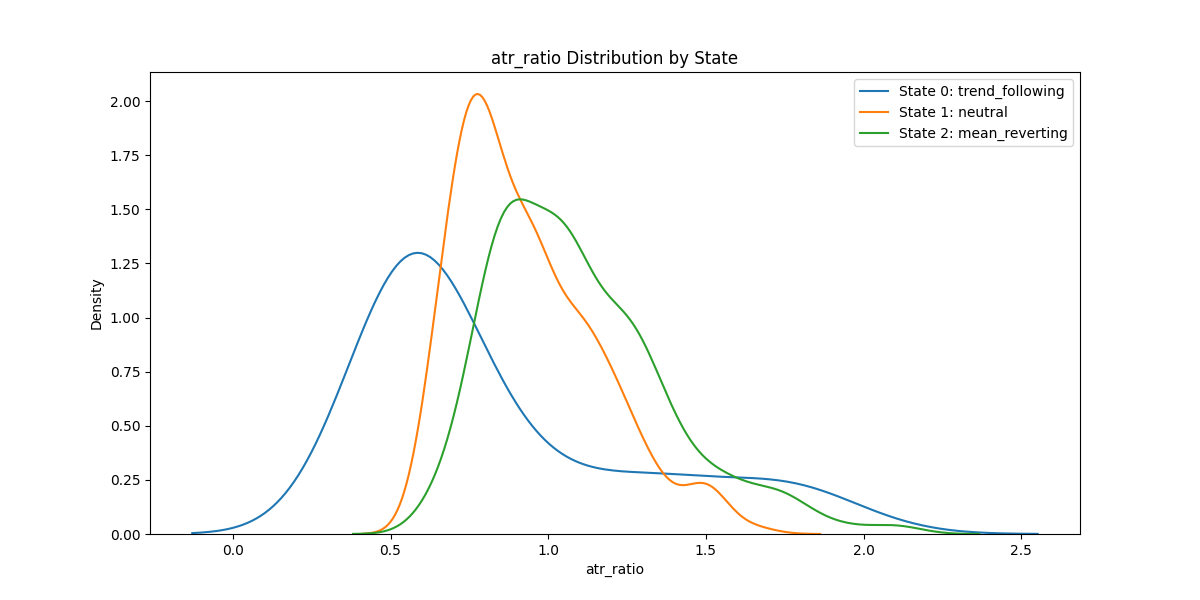 atr_ratio Distribution by State
State 0: trend_following
State 1: neutral
State 2: mean_reverting
Density
2.00
1.75
1.50
1.25
1.00
0.75
0.50
0.25
0.00
0.0 0.5 1.0 1.5 2.0 2.5
atr_ratio